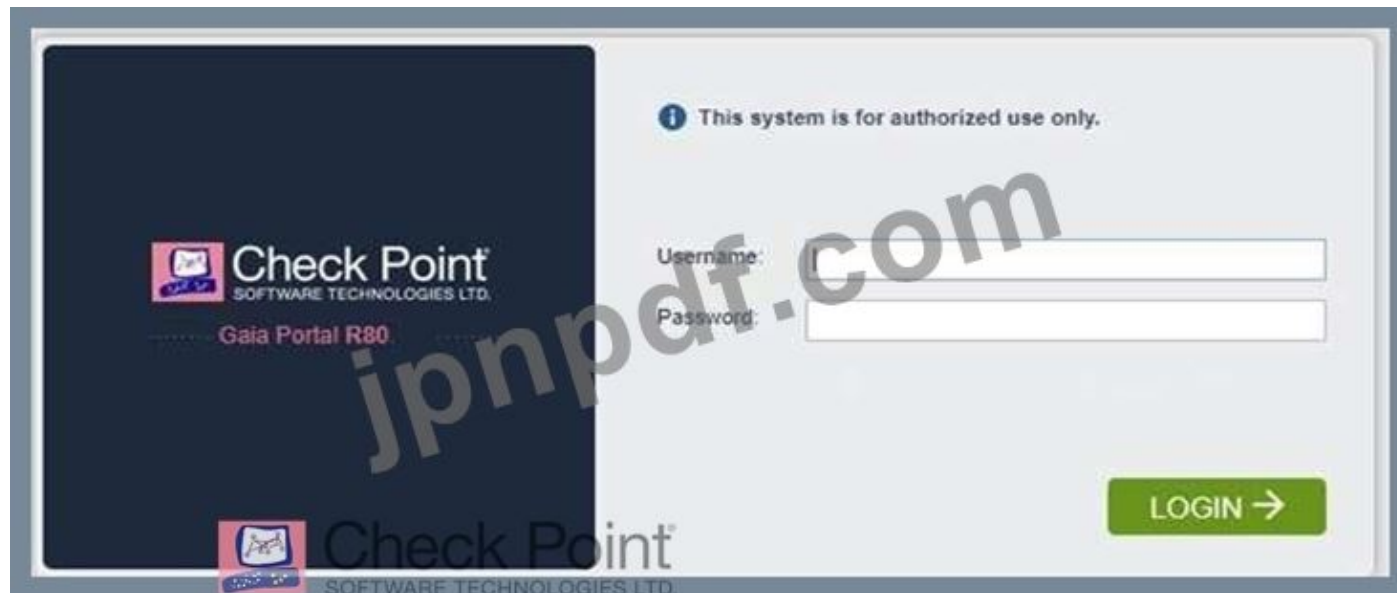 This system is for authorized use only.
Check Point
SOFTWARE TECHNOLOGIES LTD.
Gaia Portal R80
Username:
Password:
jpnpdf.com
LOGIN →
Check Point
SOFTWARE TECHNOLOGIES LTD.